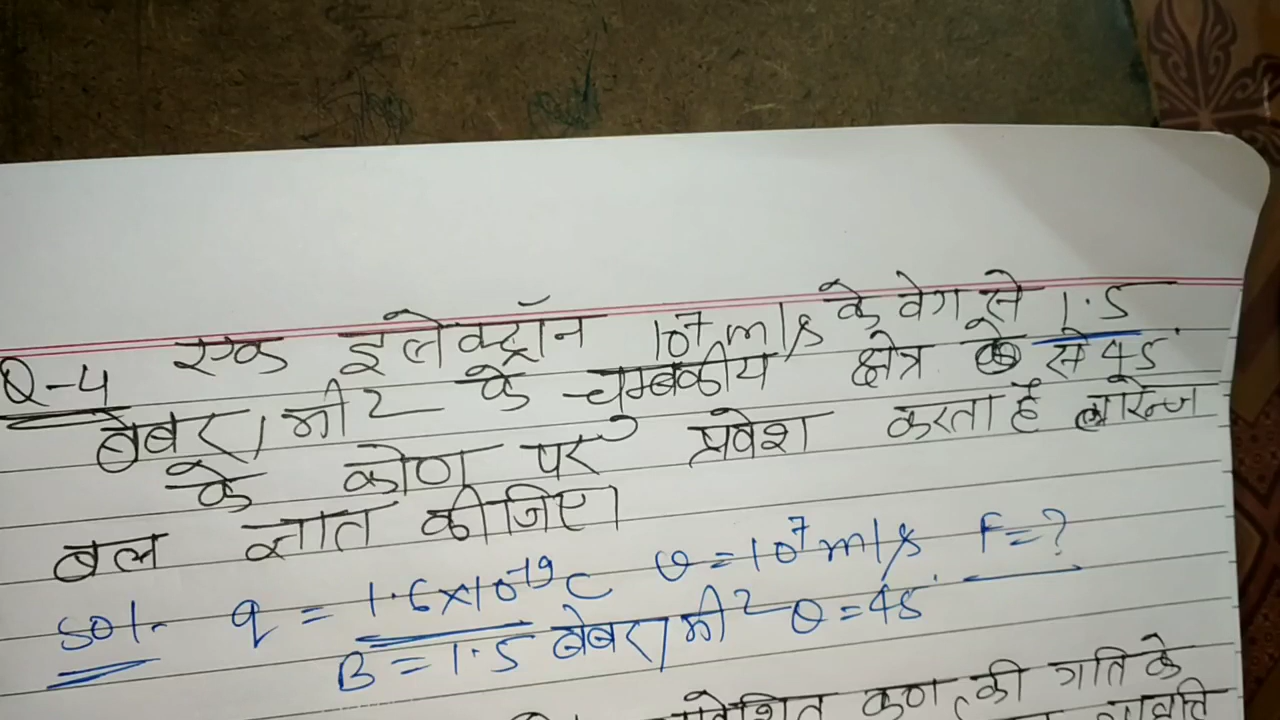 Q-4 एक इलेक्ट्रॉन 10⁷ m/s के वेग से 1.5
बेबर/मी² के चुम्बकीय क्षेत्र से 45°
के कोण पर प्रवेश करता है लारेन्ज
बल ज्ञात कीजिए।
sol. q = 1.6×10⁻¹⁹C v = 10⁷ m/s F = ?
B = 1.5 बेबर/मी² θ = 45°
कण की गति के